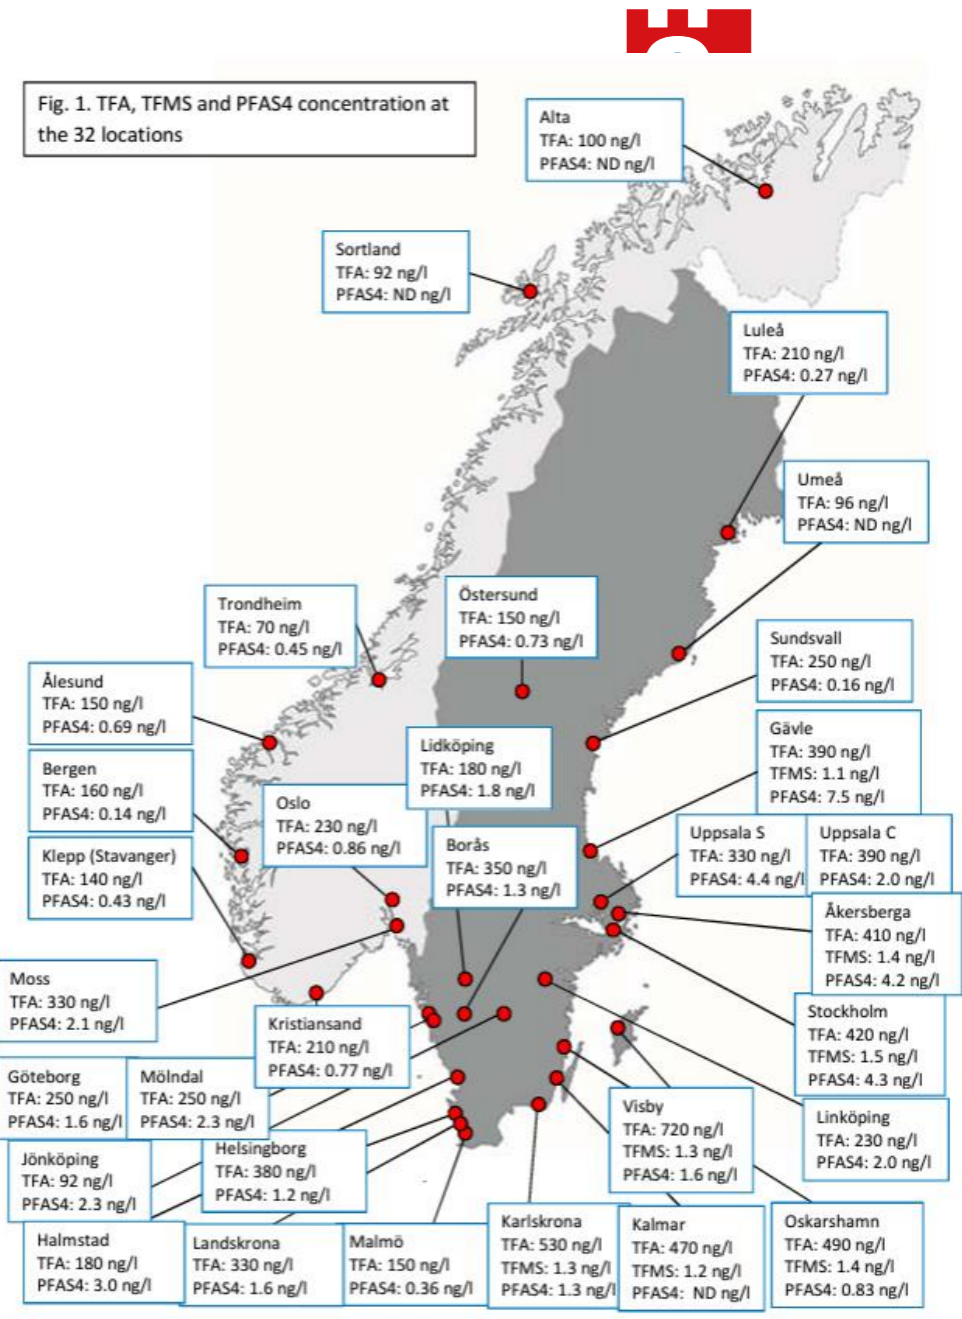 Fig. 1. TFA, TFMS and PFAS4 concentration at
the 32 locations
Alta
TFA: 100 ng/l
PFAS4: ND ng/l
Sortland
TFA: 92 ng/l
PFAS4: ND ng/l
Luleå
TFA: 210 ng/l
PFAS4: 0.27 ng/l
Umeå
TFA: 96 ng/l
PFAS4: ND ng/l
Östersund
TFA: 150 ng/l
PFAS4: 0.73 ng/l
Trondheim
TFA: 70 ng/l
PFAS4: 0.45 ng/l
Sundsvall
TFA: 250 ng/l
PFAS4: 0.16 ng/l
Ålesund
TFA: 150 ng/l
PFAS4: 0.69 ng/l
Gävle
TFA: 390 ng/l
TFMS: 1.1 ng/l
PFAS4: 7.5 ng/l
Lidköping
TFA: 180 ng/l
PFAS4: 1.8 ng/l
Bergen
TFA: 160 ng/l
PFAS4: 0.14 ng/l
Oslo
TFA: 230 ng/l
PFAS4: 0.86 ng/l
Borås
TFA: 350 ng/l
PFAS4: 1.3 ng/l
Uppsala S
TFA: 330 ng/l
PFAS4: 4.4 ng/l
Uppsala C
TFA: 390 ng/l
PFAS4: 2.0 ng/l
Klepp (Stavanger)
TFA: 140 ng/l
PFAS4: 0.43 ng/l
Åkersberga
TFA: 410 ng/l
TFMS: 1.4 ng/l
PFAS4: 4.2 ng/l
Moss
TFA: 330 ng/l
PFAS4: 2.1 ng/l
Stockholm
TFA: 420 ng/l
TFMS: 1.5 ng/l
PFAS4: 4.3 ng/l
Kristiansand
TFA: 210 ng/l
PFAS4: 0.77 ng/l
Göteborg
TFA: 250 ng/l
PFAS4: 1.6 ng/l
Mölndal
TFA: 250 ng/l
PFAS4: 2.3 ng/l
Visby
TFA: 720 ng/l
TFMS: 1.3 ng/l
PFAS4: 1.6 ng/l
Linköping
TFA: 230 ng/l
PFAS4: 2.0 ng/l
Jönköping
TFA: 92 ng/l
PFAS4: 2.3 ng/l
Helsingborg
TFA: 380 ng/l
PFAS4: 1.2 ng/l
Halmstad
TFA: 180 ng/l
PFAS4: 3.0 ng/l
Landskrona
TFA: 330 ng/l
PFAS4: 1.6 ng/l
Malmö
TFA: 150 ng/l
PFAS4: 0.36 ng/l
Karlskrona
TFA: 530 ng/l
TFMS: 1.3 ng/l
PFAS4: 1.3 ng/l
Kalmar
TFA: 470 ng/l
TFMS: 1.2 ng/l
PFAS4: ND ng/l
Oskarshamn
TFA: 490 ng/l
TFMS: 1.4 ng/l
PFAS4: 0.83 ng/l